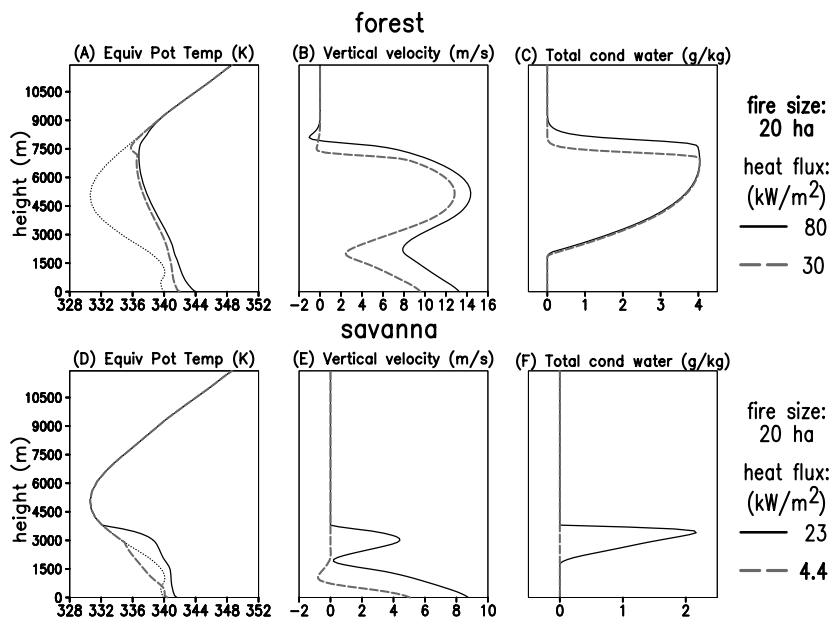 forest
(A) Equiv Pot Temp (K)
(B) Vertical velocity (m/s)
(C) Total cond water (g/kg)
height (m)
10500
9000
7500
6000
4500
3000
1500
0
328 332 336 340 344 348 352
−2 0 2 4 6 8 10 12 14 16
0 1 2 3 4
fire size:
20 ha
heat flux:
(kW/m2)
80
30
savanna
(D) Equiv Pot Temp (K)
(E) Vertical velocity (m/s)
(F) Total cond water (g/kg)
height (m)
10500
9000
7500
6000
4500
3000
1500
0
328 332 336 340 344 348 352
−2 0 2 4 6 8 10
0 1 2
fire size:
20 ha
heat flux:
(kW/m2)
23
4.4